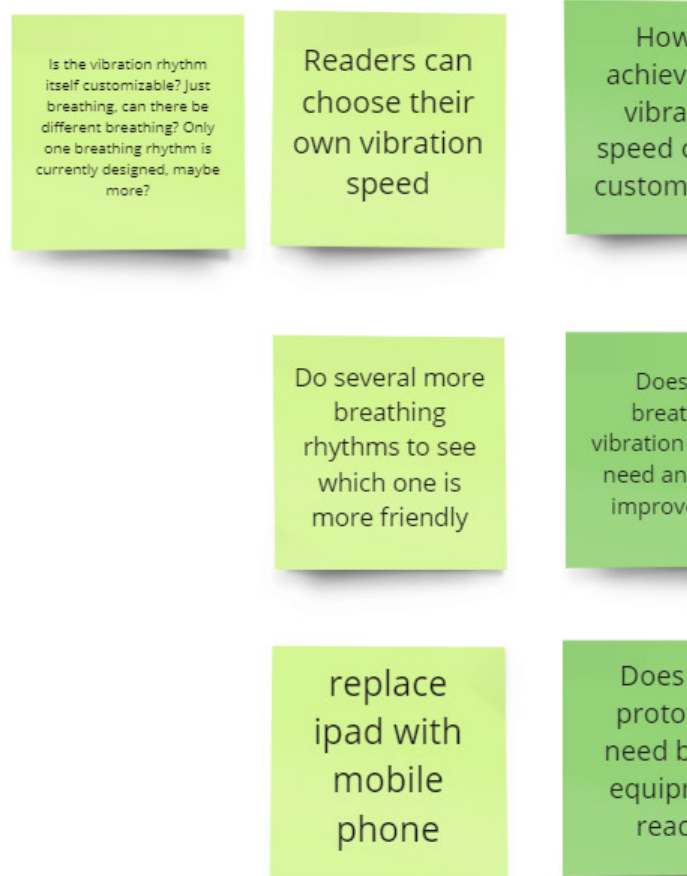 Is the vibration rhythm
itself customizable? Just
breathing, can there be
different breathing? Only
one breathing rhythm is
currently designed, maybe
more?
Readers can
choose their
own vibration
speed
How
achiev
vibra
speed
custom
Do several more
breathing
rhythms to see
which one is
more friendly
Does
breat
vibration
need an
improv
replace
ipad with
mobile
phone
Does
proto
need b
equip
read